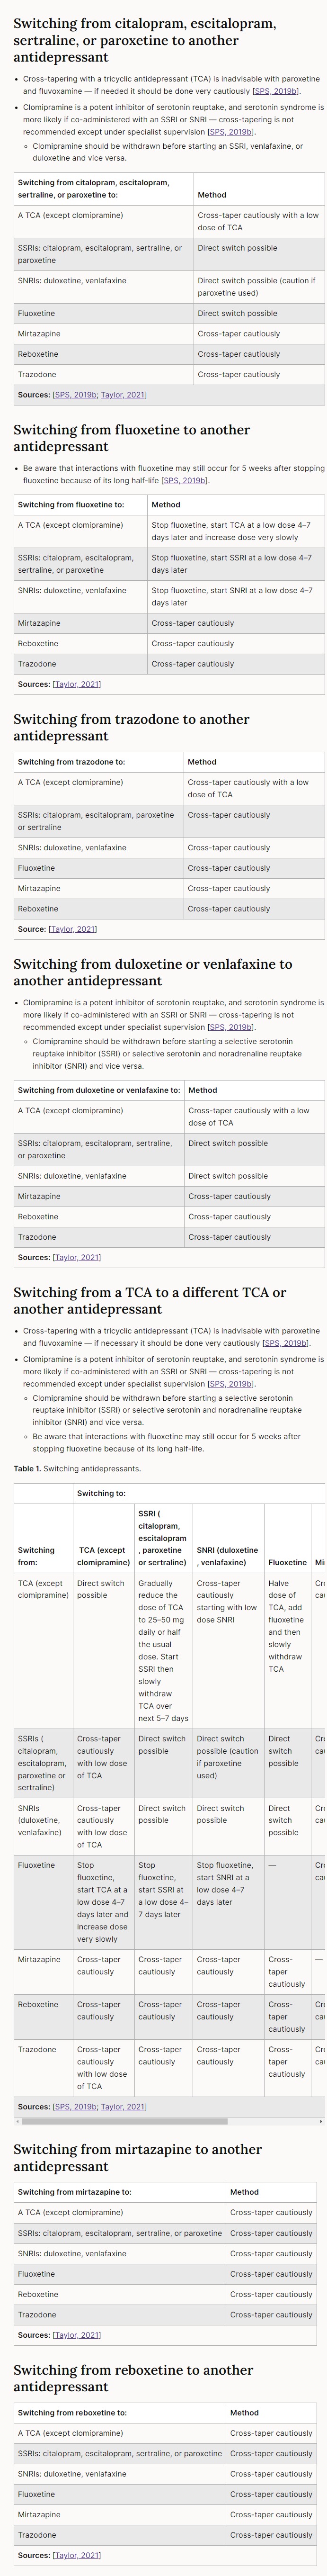 Switching from citalopram, escitalopram,
sertraline, or paroxetine to another
antidepressant
• Cross-tapering with a tricyclic antidepressant (TCA) is inadvisable with paroxetine
and fluvoxamine — if needed it should be done very cautiously [SPS, 2019b].
• Clomipramine is a potent inhibitor of serotonin reuptake, and serotonin syndrome is
more likely if co-administered with an SSRI or SNRI — cross-tapering is not
recommended except under specialist supervision [SPS, 2019b].
○ Clomipramine should be withdrawn before starting an SSRI, venlafaxine, or
duloxetine and vice versa.
Switching from citalopram, escitalopram,
sertraline, or paroxetine to:
Method
A TCA (except clomipramine)
Cross-taper cautiously with a low
dose of TCA
SSRIs: citalopram, escitalopram, sertraline, or
paroxetine
Direct switch possible
SNRIs: duloxetine, venlafaxine
Direct switch possible (caution if
paroxetine used)
Fluoxetine
Direct switch possible
Mirtazapine
Cross-taper cautiously
Reboxetine
Cross-taper cautiously
Trazodone
Cross-taper cautiously
Sources: [SPS, 2019b; Taylor, 2021]
Switching from fluoxetine to another
antidepressant
• Be aware that interactions with fluoxetine may still occur for 5 weeks after stopping
fluoxetine because of its long half-life [SPS, 2019b].
Switching from fluoxetine to:
Method
A TCA (except clomipramine)
Stop fluoxetine, start TCA at a low dose 4–7
days later and increase dose very slowly
SSRIs: citalopram, escitalopram,
sertraline, or paroxetine
Stop fluoxetine, start SSRI at a low dose 4–7
days later
SNRIs: duloxetine, venlafaxine
Stop fluoxetine, start SNRI at a low dose 4–7
days later
Mirtazapine
Cross-taper cautiously
Reboxetine
Cross-taper cautiously
Trazodone
Cross-taper cautiously
Sources: [Taylor, 2021]
Switching from trazodone to another
antidepressant
Switching from trazodone to:
Method
A TCA (except clomipramine)
Cross-taper cautiously with a low
dose of TCA
SSRIs: citalopram, escitalopram, paroxetine
or sertraline
Cross-taper cautiously
SNRIs: duloxetine, venlafaxine
Cross-taper cautiously
Fluoxetine
Cross-taper cautiously
Mirtazapine
Cross-taper cautiously
Reboxetine
Cross-taper cautiously
Source: [Taylor, 2021]
Switching from duloxetine or venlafaxine to
another antidepressant
• Clomipramine is a potent inhibitor of serotonin reuptake, and serotonin syndrome is
more likely if co-administered with an SSRI or SNRI — cross-tapering is not
recommended except under specialist supervision [SPS, 2019b].
○ Clomipramine should be withdrawn before starting a selective serotonin
reuptake inhibitor (SSRI) or selective serotonin and noradrenaline reuptake
inhibitor (SNRI) and vice versa.
Switching from duloxetine or venlafaxine to:
Method
A TCA (except clomipramine)
Cross-taper cautiously with a low
dose of TCA
SSRIs: citalopram, escitalopram, sertraline,
or paroxetine
Direct switch possible
SNRIs: duloxetine, venlafaxine
Direct switch possible
Mirtazapine
Cross-taper cautiously
Reboxetine
Cross-taper cautiously
Trazodone
Cross-taper cautiously
Sources: [Taylor, 2021]
Switching from a TCA to a different TCA or
another antidepressant
• Cross-tapering with a tricyclic antidepressant (TCA) is inadvisable with paroxetine
and fluvoxamine — if necessary it should be done very cautiously [SPS, 2019b].
• Clomipramine is a potent inhibitor of serotonin reuptake, and serotonin syndrome is
more likely if co-administered with an SSRI or SNRI — cross-tapering is not
recommended except under specialist supervision [SPS, 2019b].
○ Clomipramine should be withdrawn before starting a selective serotonin
reuptake inhibitor (SSRI) or selective serotonin and noradrenaline reuptake
inhibitor (SNRI) and vice versa.
○ Be aware that interactions with fluoxetine may still occur for 5 weeks after
stopping fluoxetine because of its long half-life.
Table 1. Switching antidepressants.
Switching to:
Switching
from:
TCA (except
clomipramine)
SSRI (
citalopram,
escitalopram
, paroxetine
or sertraline)
SNRI (duloxetine
, venlafaxine)
Fluoxetine
TCA (except
clomipramine)
Direct switch
possible
Gradually
reduce the
dose of TCA
to 25–50 mg
daily or half
the usual
dose. Start
SSRI then
slowly
withdraw
TCA over
next 5–7 days
Cross-taper
cautiously
starting with low
dose SNRI
Halve
dose of
TCA, add
fluoxetine
and then
slowly
withdraw
TCA
SSRIs (
citalopram,
escitalopram,
paroxetine or
sertraline)
Cross-taper
cautiously
with low dose
of TCA
Direct switch
possible
Direct switch
possible (caution
if paroxetine
used)
Direct
switch
possible
SNRIs
(duloxetine,
venlafaxine)
Cross-taper
cautiously
with low dose
of TCA
Direct switch
possible
Direct switch
possible
Direct
switch
possible
Fluoxetine
Stop
fluoxetine,
start TCA at a
low dose 4–7
days later and
increase dose
very slowly
Stop
fluoxetine,
start SSRI at
a low dose 4–
7 days later
Stop fluoxetine,
start SNRI at a
low dose 4–7
days later
—
Mirtazapine
Cross-taper
cautiously
Cross-taper
cautiously
Cross-taper
cautiously
Cross-
taper
cautiously
—
Reboxetine
Cross-taper
cautiously
Cross-taper
cautiously
Cross-taper
cautiously
Cross-
taper
cautiously
Trazodone
Cross-taper
cautiously
with low dose
of TCA
Cross-taper
cautiously
Cross-taper
cautiously
Cross-
taper
cautiously
Sources: [SPS, 2019b; Taylor, 2021]
Switching from mirtazapine to another
antidepressant
Switching from mirtazapine to:
Method
A TCA (except clomipramine)
Cross-taper cautiously
SSRIs: citalopram, escitalopram, sertraline, or paroxetine
Cross-taper cautiously
SNRIs: duloxetine, venlafaxine
Cross-taper cautiously
Fluoxetine
Cross-taper cautiously
Reboxetine
Cross-taper cautiously
Trazodone
Cross-taper cautiously
Sources: [Taylor, 2021]
Switching from reboxetine to another
antidepressant
Switching from reboxetine to:
Method
A TCA (except clomipramine)
Cross-taper cautiously
SSRIs: citalopram, escitalopram, sertraline, or paroxetine
Cross-taper cautiously
SNRIs: duloxetine, venlafaxine
Cross-taper cautiously
Fluoxetine
Cross-taper cautiously
Mirtazapine
Cross-taper cautiously
Trazodone
Cross-taper cautiously
Sources: [Taylor, 2021]